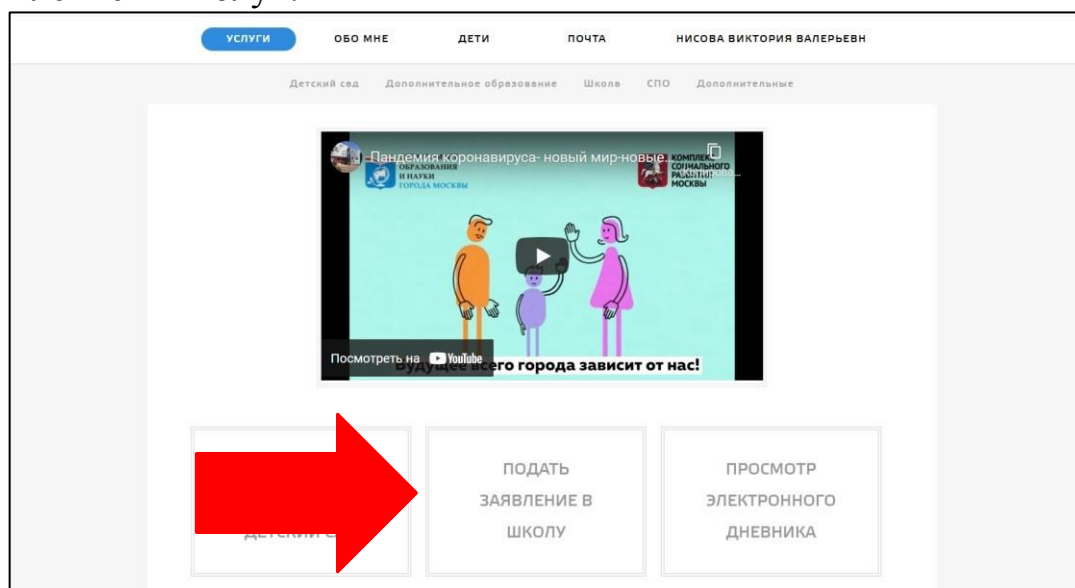 УСЛУГИ ОБО МНЕ ДЕТИ ПОЧТА НИСОВА ВИКТОРИЯ ВАЛЕРЬЕВН
Детский сад Дополнительное образование Школа СПО Дополнительные
Пандемия коронавируса- новый мир-новые...
ОБРАЗОВАНИЯ
И НАУКИ
ГОРОДА МОСКВЫ
КОМПЛЕКС
СОЦИАЛЬНОГО
РАЗВИТИЯ
МОСКВЫ
Посмотреть на YouTube
Будущее всего города зависит от нас!
ДЕТСКИЙ
ПОДАТЬ
ЗАЯВЛЕНИЕ В
ШКОЛУ
ПРОСМОТР
ЭЛЕКТРОННОГО
ДНЕВНИКА